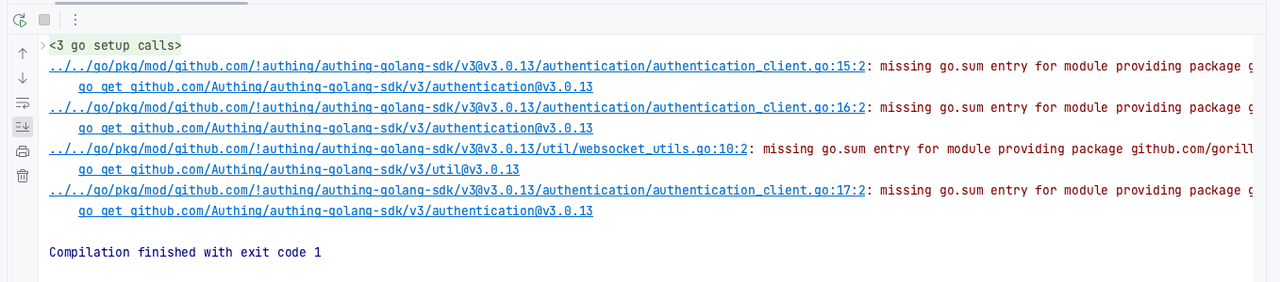 <3 go setup calls>
../../go/pkg/mod/github.com/!authing/authing-golang-sdk/v3@v3.0.13/authentication/authentication_client.go:15:2: missing go.sum entry for module providing package g
go get github.com/Authing/authing-golang-sdk/v3/authentication@v3.0.13
../../go/pkg/mod/github.com/!authing/authing-golang-sdk/v3@v3.0.13/authentication/authentication_client.go:16:2: missing go.sum entry for module providing package g
go get github.com/Authing/authing-golang-sdk/v3/authentication@v3.0.13
../../go/pkg/mod/github.com/!authing/authing-golang-sdk/v3@v3.0.13/util/websocket_utils.go:10:2: missing go.sum entry for module providing package github.com/gorill
go get github.com/Authing/authing-golang-sdk/v3/util@v3.0.13
../../go/pkg/mod/github.com/!authing/authing-golang-sdk/v3@v3.0.13/authentication/authentication_client.go:17:2: missing go.sum entry for module providing package g
go get github.com/Authing/authing-golang-sdk/v3/authentication@v3.0.13
Compilation finished with exit code 1